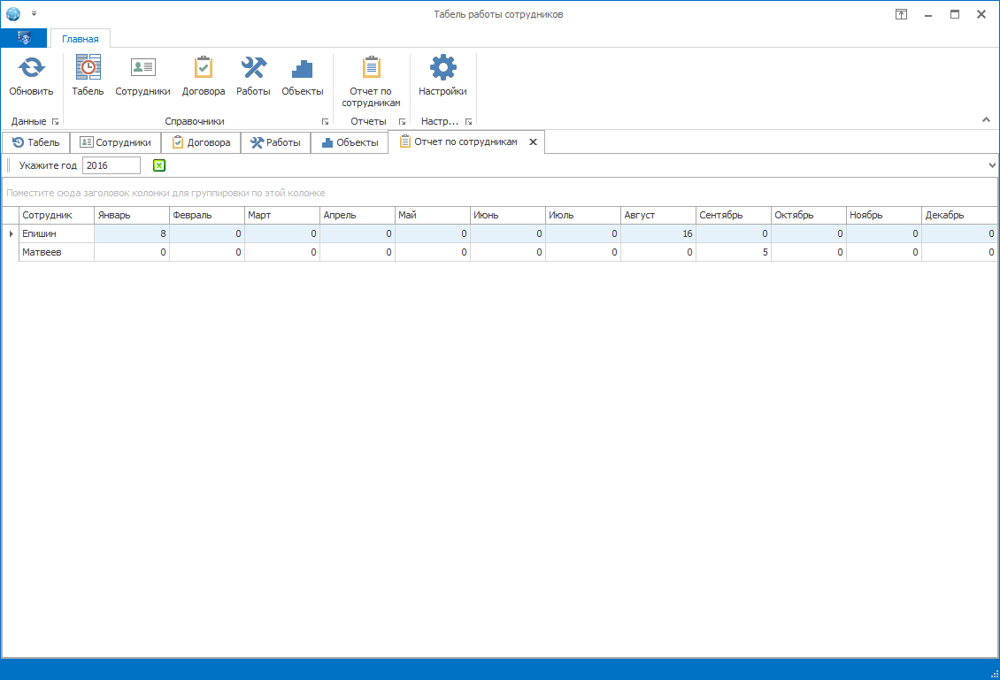 Табель работы сотрудников
Главная
Обновить Табель Сотрудники Договора Работы Объекты Отчет по сотрудникам Настройки
Данные Справочники Отчеты Настр...
Табель Сотрудники Договора Работы Объекты Отчет по сотрудникам
Укажите год 2016
Поместите сюда заголовок колонки для группировки по этой колонке
Сотрудник Январь Февраль Март Апрель Май Июнь Июль Август Сентябрь Октябрь Ноябрь Декабрь
Епишин 8 0 0 0 0 0 0 16 0 0 0 0
Матвеев 0 0 0 0 0 0 0 0 5 0 0 0